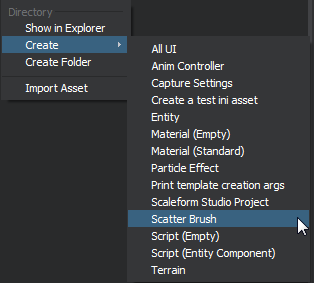 Directory
Show in Explorer
Create
Create Folder
Import Asset
All UI
Anim Controller
Capture Settings
Create a test ini asset
Entity
Material (Empty)
Material (Standard)
Particle Effect
Print template creation args
Scaleform Studio Project
Scatter Brush
Script (Empty)
Script (Entity Component)
Terrain